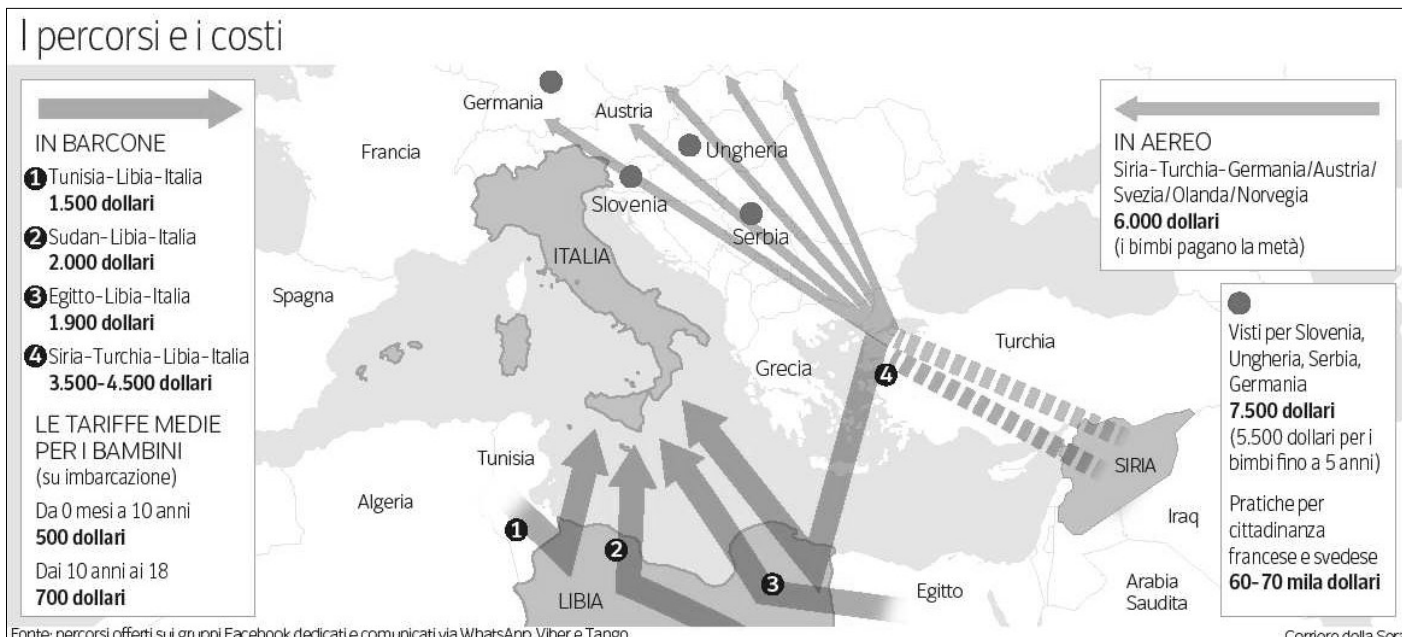 I percorsi e i costi
IN BARCONE
1 Tunisia-Libia-Italia
1.500 dollari
2 Sudan-Libia-Italia
2.000 dollari
3 Egitto-Libia-Italia
1.900 dollari
4 Siria-Turchia-Libia-Italia
3.500-4.500 dollari
LE TARIFFE MEDIE
PER I BAMBINI
(su imbarcazione)
Da 0 mesi a 10 anni
500 dollari
Dai 10 anni ai 18
700 dollari
Germania
Austria
Francia
Ungheria
Slovenia
Serbia
ITALIA
Spagna
Grecia
Turchia
4
SIRIA
Tunisia
Algeria
Iraq
1
2
3
LIBIA
Egitto
Arabia
Saudita
IN AEREO
Siria-Turchia-Germania/Austria/
Svezia/Olanda/Norvegia
6.000 dollari
(i bimbi pagano la metà)
Visti per Slovenia,
Ungheria, Serbia,
Germania
7.500 dollari
(5.500 dollari per i
bimbi fino a 5 anni)
Pratiche per
cittadinanza
francese e svedese
60-70 mila dollari
Fonte: percorsi offerti sui gruppi Facebook dedicati e comunicati via WhatsApp, Viber e Tango
Corriere della